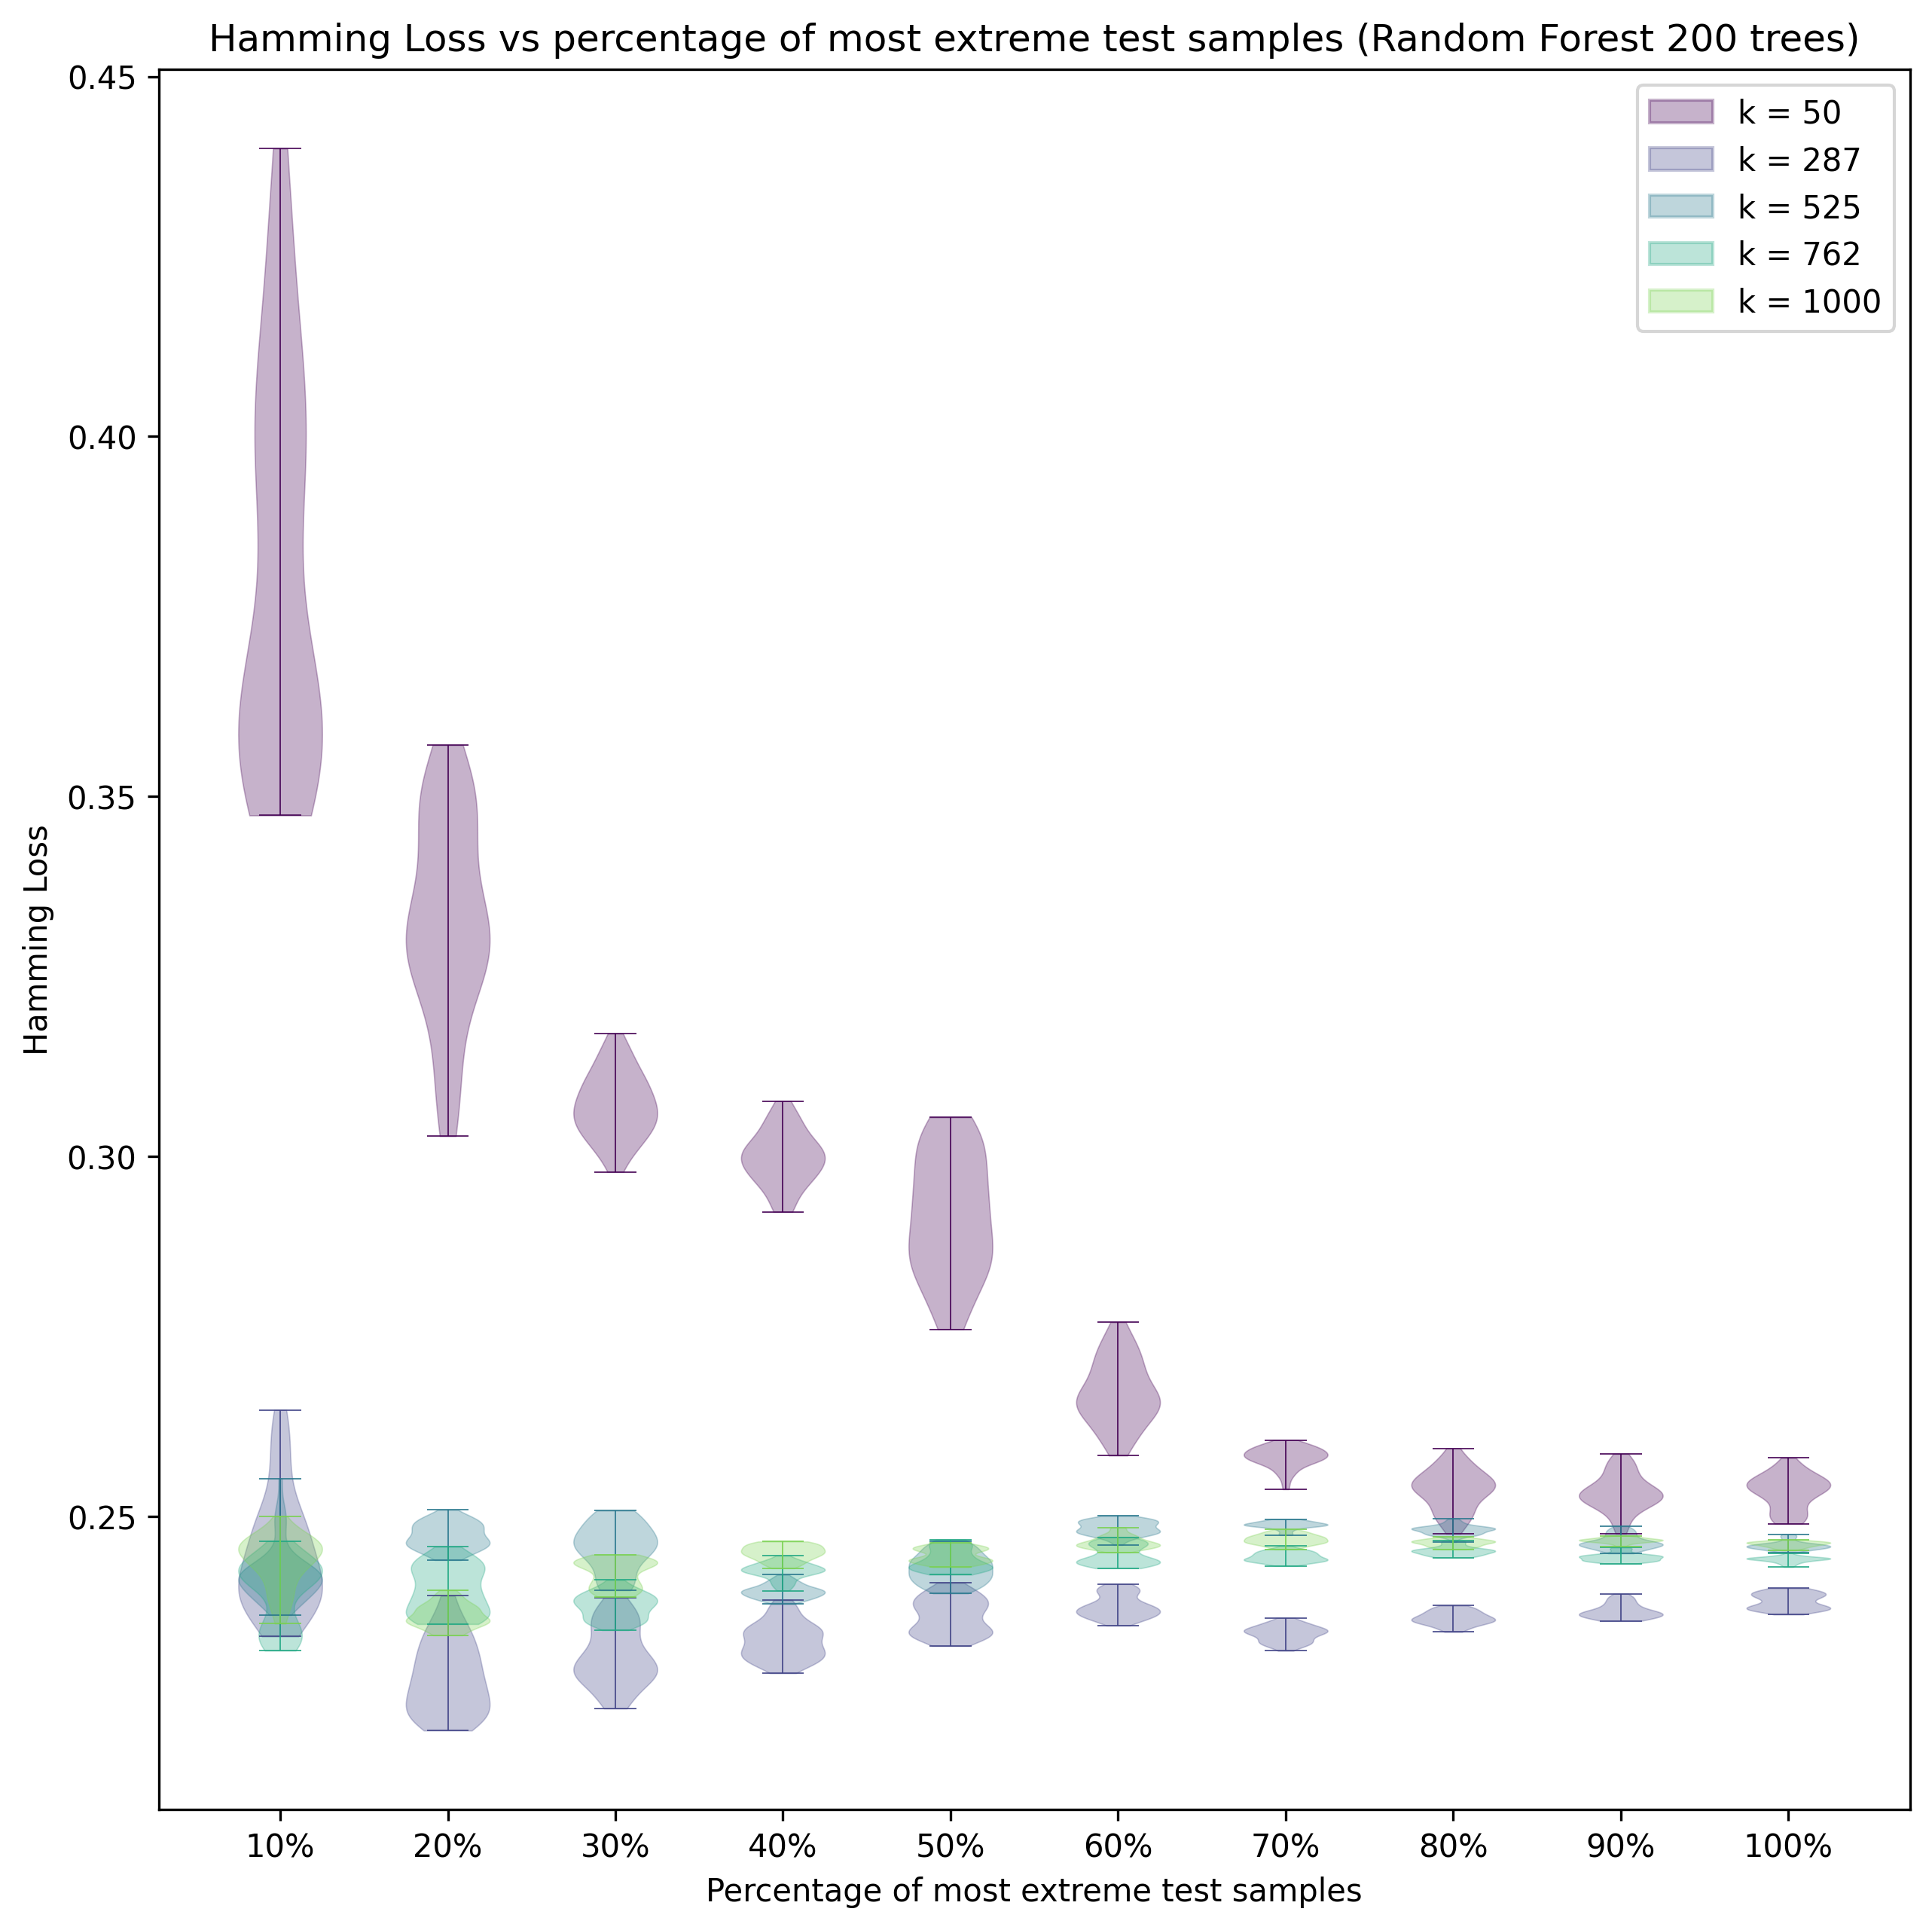 Hamming Loss vs percentage of most extreme test samples (Random Forest 200 trees)
k = 50
k = 287
k = 525
k = 762
k = 1000
Hamming Loss
0.45
0.40
0.35
0.30
0.25
10% 20% 30% 40% 50% 60% 70% 80% 90% 100%
Percentage of most extreme test samples